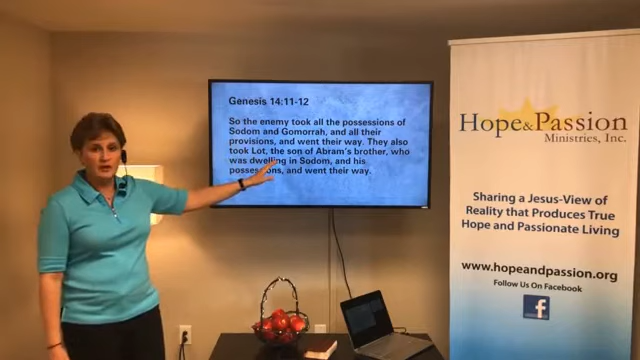 Genesis 14:11-12
So the enemy took all the possessions of
Sodom and Gomorrah, and all their
provisions, and went their way. They also
took Lot, the son of Abram's brother, who
was dwelling in Sodom, and his
possessions, and went their way.
Hope&Passion
Ministries, Inc.
Sharing a Jesus-View of
Reality that Produces True
Hope and Passionate Living
www.hopeandpassion.org
Follow Us On Facebook
f